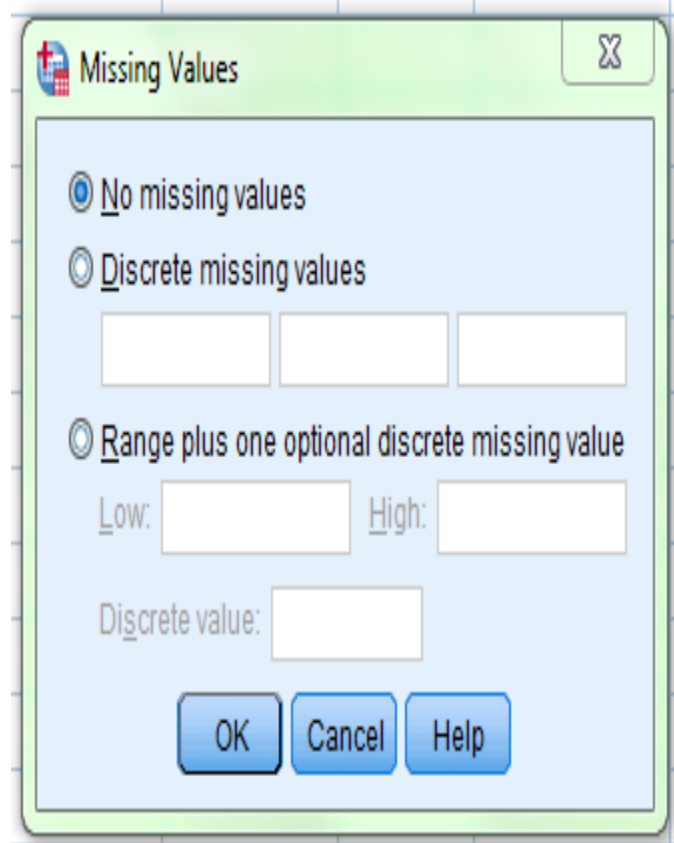 Missing Values
No missing values
Discrete missing values
Range plus one optional discrete missing value
Low: High:
Discrete value:
OK Cancel Help